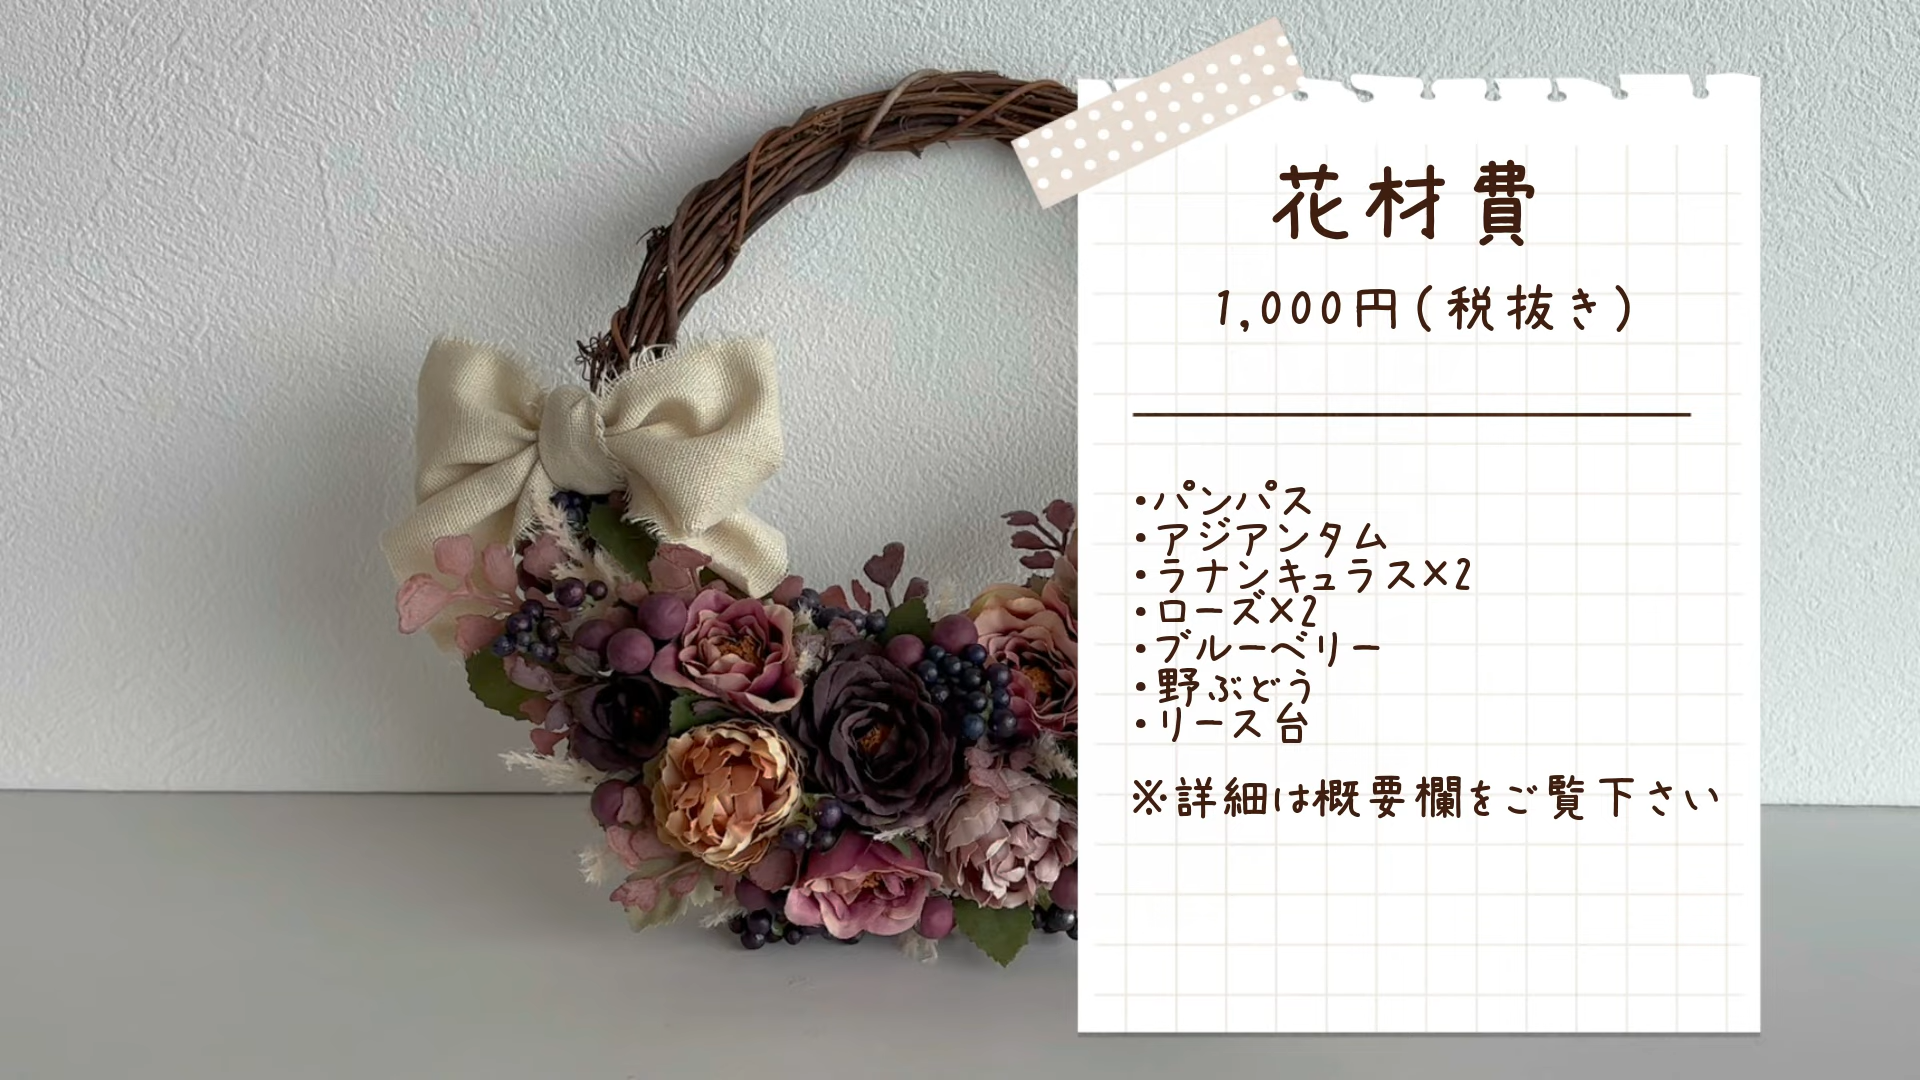 花材費
1,000円(税抜き)
・パンパス
・アジアンタム
・ラナンキュラス×2
・ローズ×2
・ブルーベリー
・野ぶどう
・リース台
※詳細は概要欄をご覧下さい